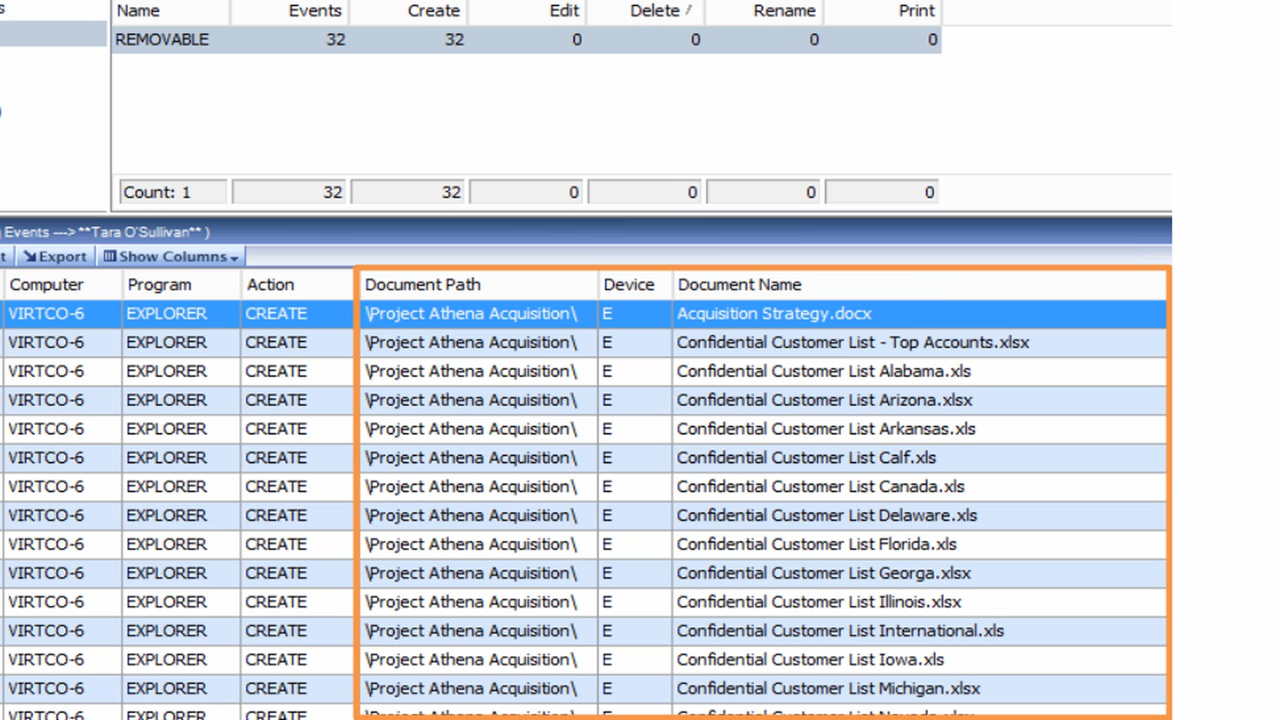 s
Name Events Create Edit Delete / Rename Print
REMOVABLE 32 32 0 0 0 0
Count: 1 32 32 0 0 0 0
Events ---> **Tara O'Sullivan** )
t Export Show Columns
Computer Program Action Document Path Device Document Name
VIRTCO-6 EXPLORER CREATE \Project Athena Acquisition\ E Acquisition Strategy.docx
VIRTCO-6 EXPLORER CREATE \Project Athena Acquisition\ E Confidential Customer List - Top Accounts.xlsx
VIRTCO-6 EXPLORER CREATE \Project Athena Acquisition\ E Confidential Customer List Alabama.xls
VIRTCO-6 EXPLORER CREATE \Project Athena Acquisition\ E Confidential Customer List Arizona.xlsx
VIRTCO-6 EXPLORER CREATE \Project Athena Acquisition\ E Confidential Customer List Arkansas.xls
VIRTCO-6 EXPLORER CREATE \Project Athena Acquisition\ E Confidential Customer List Calf.xls
VIRTCO-6 EXPLORER CREATE \Project Athena Acquisition\ E Confidential Customer List Canada.xls
VIRTCO-6 EXPLORER CREATE \Project Athena Acquisition\ E Confidential Customer List Delaware.xls
VIRTCO-6 EXPLORER CREATE \Project Athena Acquisition\ E Confidential Customer List Florida.xls
VIRTCO-6 EXPLORER CREATE \Project Athena Acquisition\ E Confidential Customer List Georga.xlsx
VIRTCO-6 EXPLORER CREATE \Project Athena Acquisition\ E Confidential Customer List Illinois.xlsx
VIRTCO-6 EXPLORER CREATE \Project Athena Acquisition\ E Confidential Customer List International.xls
VIRTCO-6 EXPLORER CREATE \Project Athena Acquisition\ E Confidential Customer List Iowa.xls
VIRTCO-6 EXPLORER CREATE \Project Athena Acquisition\ E Confidential Customer List Michigan.xlsx
VIRTCO-6 EXPLORER CREATE